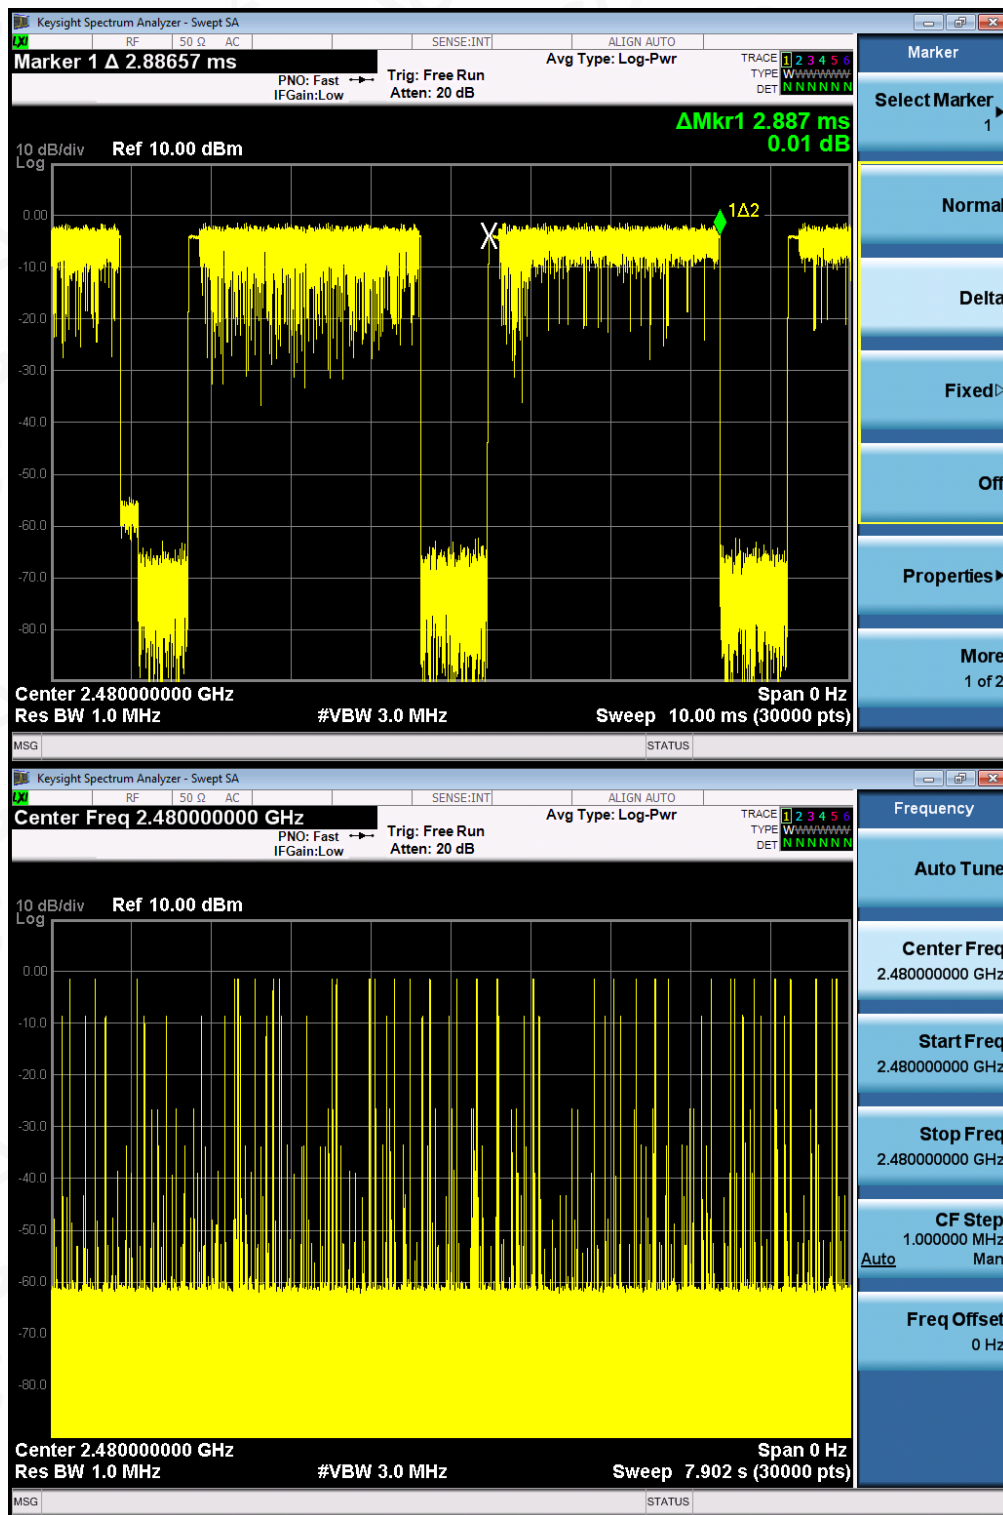 Keysight Spectrum Analyzer - Swept SA
LXI RF 50 Ω AC SENSE:INT ALIGN AUTO
Marker 1 Δ 2.88657 ms
PNO: Fast
IFGain:Low
Trig: Free Run
Atten: 20 dB
Avg Type: Log-Pwr
TRACE 1 2 3 4 5 6
TYPE W
DET N N N N N N
ΔMkr1 2.887 ms
0.01 dB
10 dB/div Ref 10.00 dBm
Log
1Δ2
0.00
-10.0
-20.0
-30.0
-40.0
-50.0
-60.0
-70.0
-80.0
Center 2.480000000 GHz Span 0 Hz
Res BW 1.0 MHz #VBW 3.0 MHz Sweep 10.00 ms (30000 pts)
MSG STATUS
Marker
Select Marker
1
Normal
Delta
Fixed
Off
Properties
More
1 of 2
Keysight Spectrum Analyzer - Swept SA
LXI RF 50 Ω AC SENSE:INT ALIGN AUTO
Center Freq 2.480000000 GHz
PNO: Fast
IFGain:Low
Trig: Free Run
Atten: 20 dB
Avg Type: Log-Pwr
TRACE 1 2 3 4 5 6
TYPE W
DET N N N N N N
10 dB/div Ref 10.00 dBm
Log
0.00
-10.0
-20.0
-30.0
-40.0
-50.0
-60.0
-70.0
-80.0
Center 2.480000000 GHz Span 0 Hz
Res BW 1.0 MHz #VBW 3.0 MHz Sweep 7.902 s (30000 pts)
MSG STATUS
Frequency
Auto Tune
Center Freq
2.480000000 GHz
Start Freq
2.480000000 GHz
Stop Freq
2.480000000 GHz
CF Step
1.000000 MHz
Auto Man
Freq Offset
0 Hz